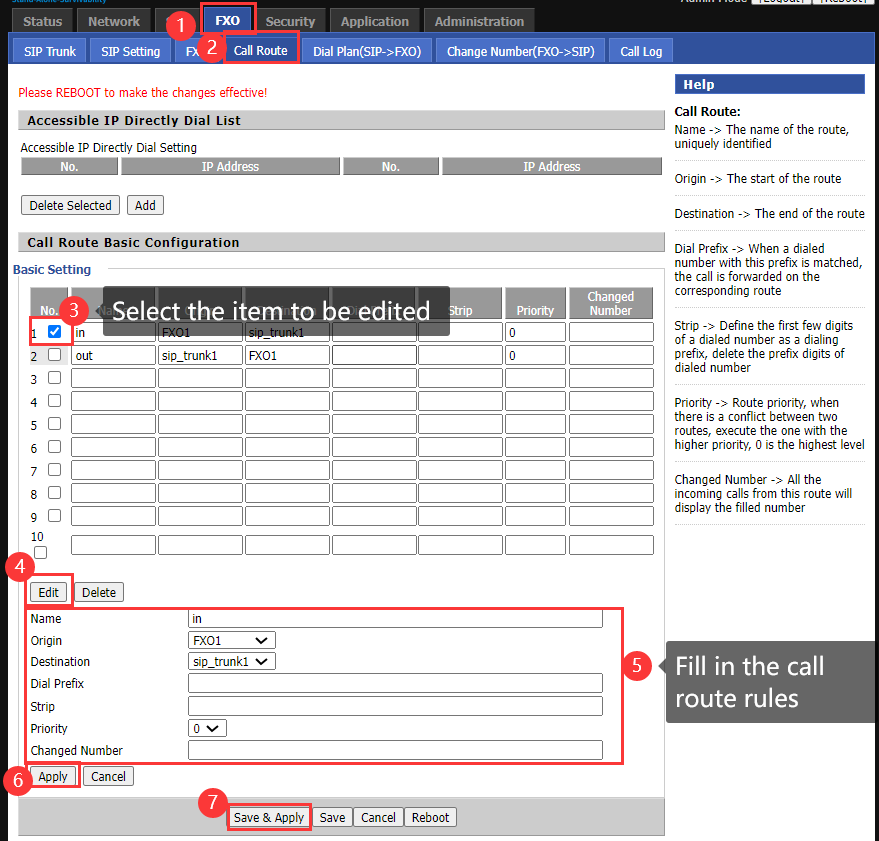 Stand-Alone-Survivability
Admin Mode [Logout] [Reboot]
Status Network FXO Security Application Administration
1
SIP Trunk SIP Setting Call Route Dial Plan(SIP->FXO) Change Number(FXO->SIP) Call Log
2
Please REBOOT to make the changes effective!
Accessible IP Directly Dial List
Accessible IP Directly Dial Setting
No. IP Address No. IP Address
Delete Selected Add
Call Route Basic Configuration
Basic Setting
No. Strip Priority Changed Number
3 Select the item to be edited
1 in FXO1 sip_trunk1 0
2 out sip_trunk1 FXO1 0
3
4
5
6
7
8
9
10
4
Edit Delete
Name in
Origin FXO1
Destination sip_trunk1
Dial Prefix
Strip
Priority 0
Changed Number
5 Fill in the call
route rules
6 Apply Cancel
7
Save & Apply Save Cancel Reboot
Help
Call Route:
Name -> The name of the route,
uniquely identified
Origin -> The start of the route
Destination -> The end of the route
Dial Prefix -> When a dialed
number with this prefix is matched,
the call is forwarded on the
corresponding route
Strip -> Define the first few digits
of a dialed number as a dialing
prefix, delete the prefix digits of
dialed number
Priority -> Route priority, when
there is a conflict between two
routes, execute the one with the
higher priority, 0 is the highest level
Changed Number -> All the
incoming calls from this route will
display the filled number